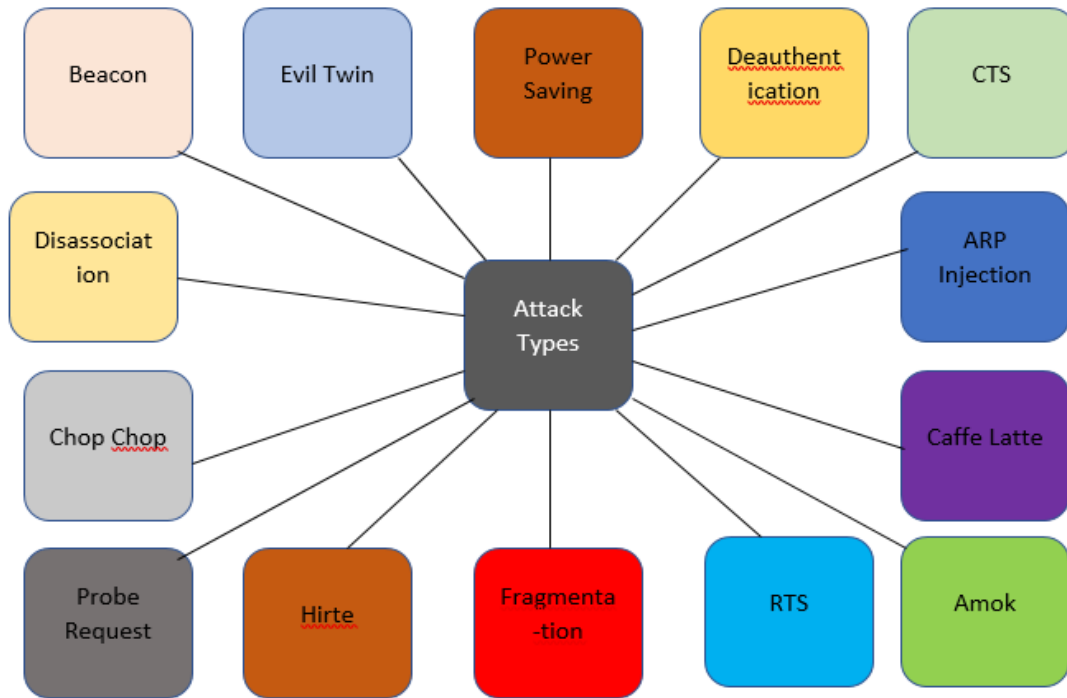 Beacon
Evil Twin
Power
Saving
Deauthent
ication
CTS
Disassociat
ion
Attack
Types
ARP
Injection
Chop Chop
Caffe Latte
Probe
Request
Hirte
Fragmenta
-tion
RTS
Amok